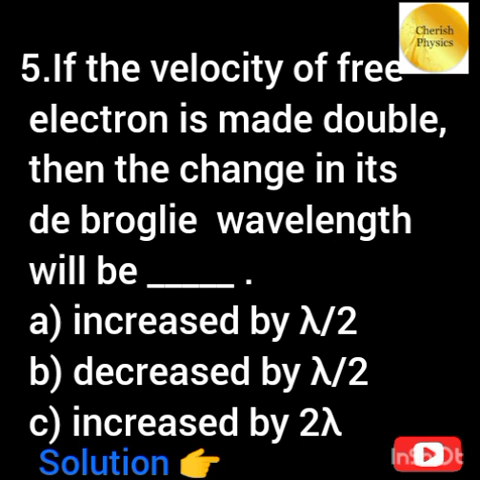 Cherish
Physics
5.If the velocity of free
electron is made double,
then the change in its
de broglie wavelength
will be _____ .
a) increased by λ/2
b) decreased by λ/2
c) increased by 2λ
Solution 👉